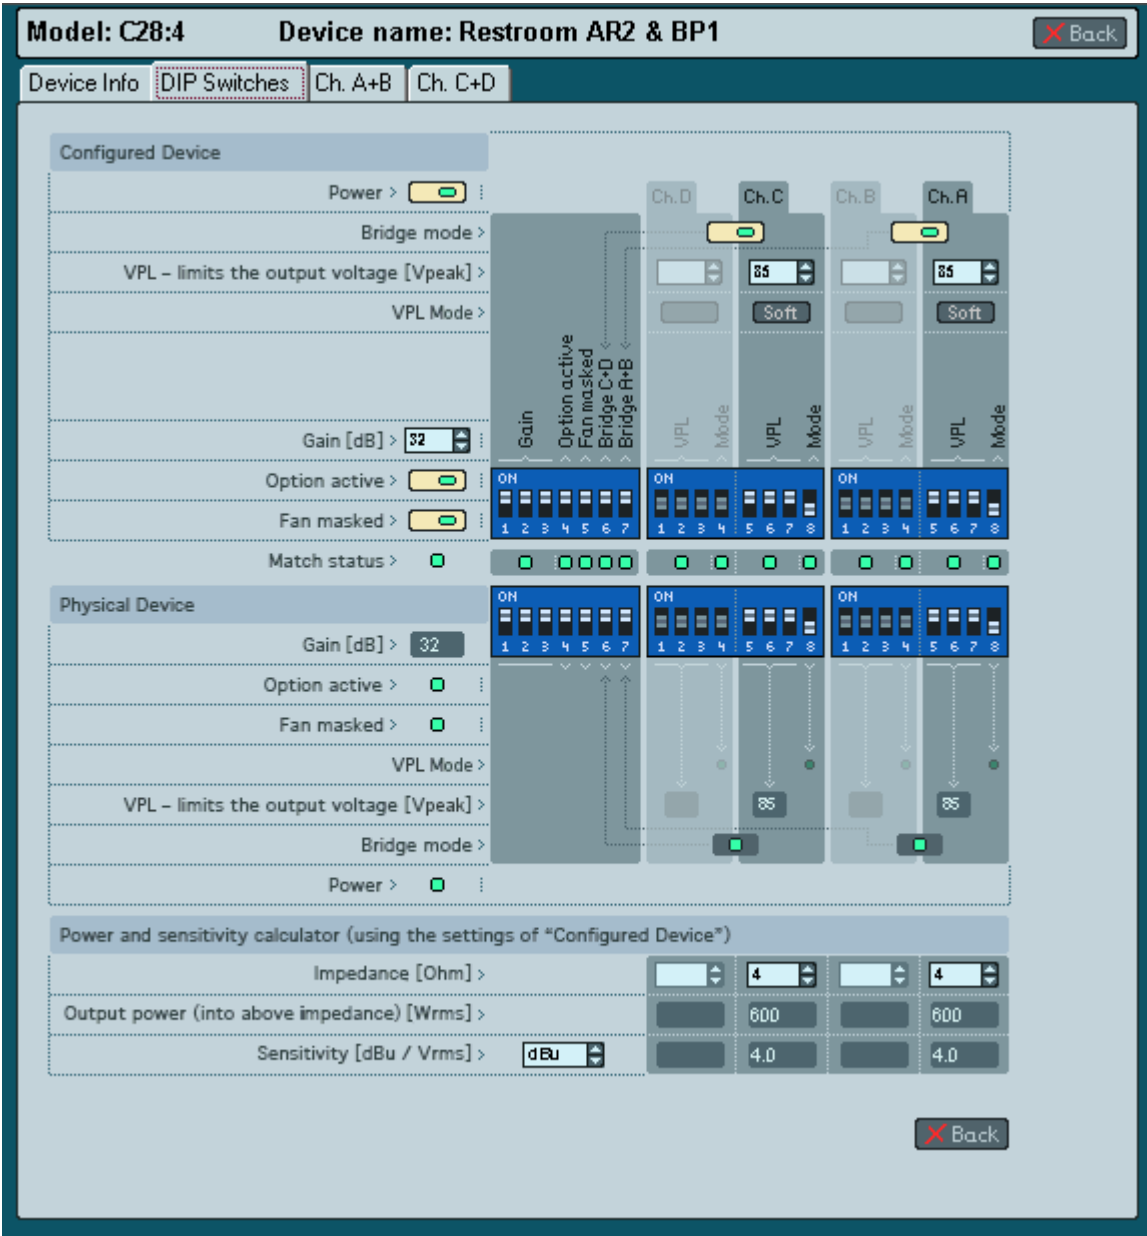 Model: C28:4 Device name: Restroom AR2 & BP1 Back
Device Info DIP Switches Ch. A+B Ch. C+D
Configured Device
Power > Ch.D Ch.C Ch.B Ch.A
Bridge mode >
VPL – limits the output voltage [Vpeak] > 85 85
VPL Mode > Soft Soft
Gain Option active Fan masked Bridge C+D Bridge A+B VPL Mode VPL Mode VPL Mode VPL Mode
Gain [dB] > 32
Option active > ON ON ON
Fan masked > 1 2 3 4 5 6 7 1 2 3 4 5 6 7 8 1 2 3 4 5 6 7 8
Match status >
Physical Device ON ON ON
Gain [dB] > 32 1 2 3 4 5 6 7 1 2 3 4 5 6 7 8 1 2 3 4 5 6 7 8
Option active >
Fan masked >
VPL Mode >
VPL – limits the output voltage [Vpeak] > 85 85
Bridge mode >
Power >
Power and sensitivity calculator (using the settings of “Configured Device”)
Impedance [Ohm] > 4 4
Output power (into above impedance) [Wrms] > 600 600
Sensitivity [dBu / Vrms] > dBu 4.0 4.0
Back